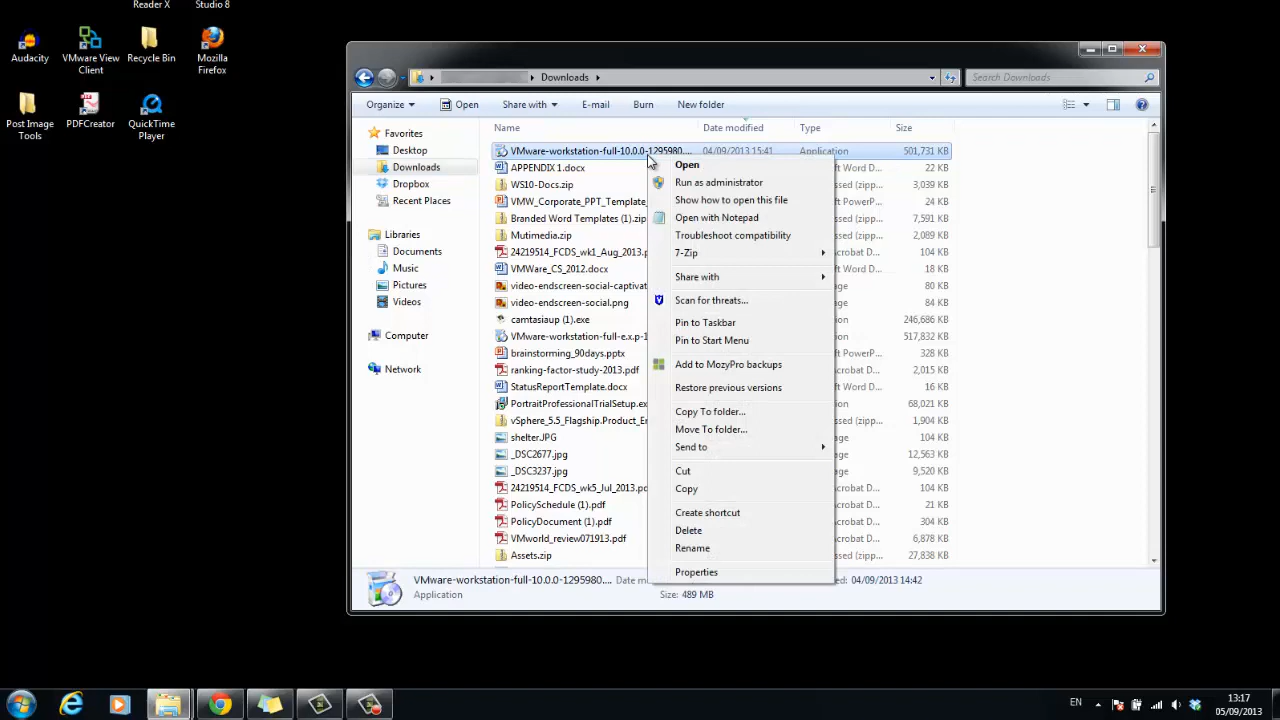 Reader X
Studio 8
Audacity
VMware View Client
Recycle Bin
Mozilla Firefox
Post Image Tools
PDFCreator
QuickTime Player
Downloads
Search Downloads
Organize
Open
Share with
E-mail
Burn
New folder
Name
Date modified
Type
Size
Favorites
Desktop
Downloads
Dropbox
Recent Places
Libraries
Documents
Music
Pictures
Videos
Computer
Network
VMware-workstation-full-10.0.0-1295980.... 04/09/2013 15:41 Application 501,731 KB
APPENDIX 1.docx 22 KB
WS10-Docs.zip 3,039 KB
VMW_Corporate_PPT_Template_ 24 KB
Branded Word Templates (1).zip 7,591 KB
Mutimedia.zip 2,089 KB
24219514_FCDS_wk1_Aug_2013.p 105 KB
VMWare_CS_2012.docx 18 KB
video-endscreen-social-captivat 80 KB
video-endscreen-social.png 84 KB
camtasiaup (1).exe 246,686 KB
VMware-workstation-full-e.x.p-1 517,832 KB
brainstorming_90days.pptx 328 KB
ranking-factor-study-2013.pdf 2,015 KB
StatusReportTemplate.docx 16 KB
PortraitProfessionalTrialSetup.ex 68,021 KB
vSphere_5.5_Flagship.Product_Er 1,904 KB
shelter.JPG 104 KB
_DSC2677.jpg 12,563 KB
_DSC3237.jpg 9,520 KB
24219514_FCDS_wk5_Jul_2013.pd 104 KB
PolicySchedule (1).pdf 21 KB
PolicyDocument (1).pdf 304 KB
VMworld_review071913.pdf 6,878 KB
Assets.zip 27,838 KB
Open
Run as administrator
Show how to open this file
Open with Notepad
Troubleshoot compatibility
7-Zip
Share with
Scan for threats...
Pin to Taskbar
Pin to Start Menu
Add to MozyPro backups
Restore previous versions
Copy To folder...
Move To folder...
Send to
Cut
Copy
Create shortcut
Delete
Rename
Properties
VMware-workstation-full-10.0.0-1295980.... Date mo
04/09/2013 14:42
Application
Size: 489 MB
EN
13:17
05/09/2013